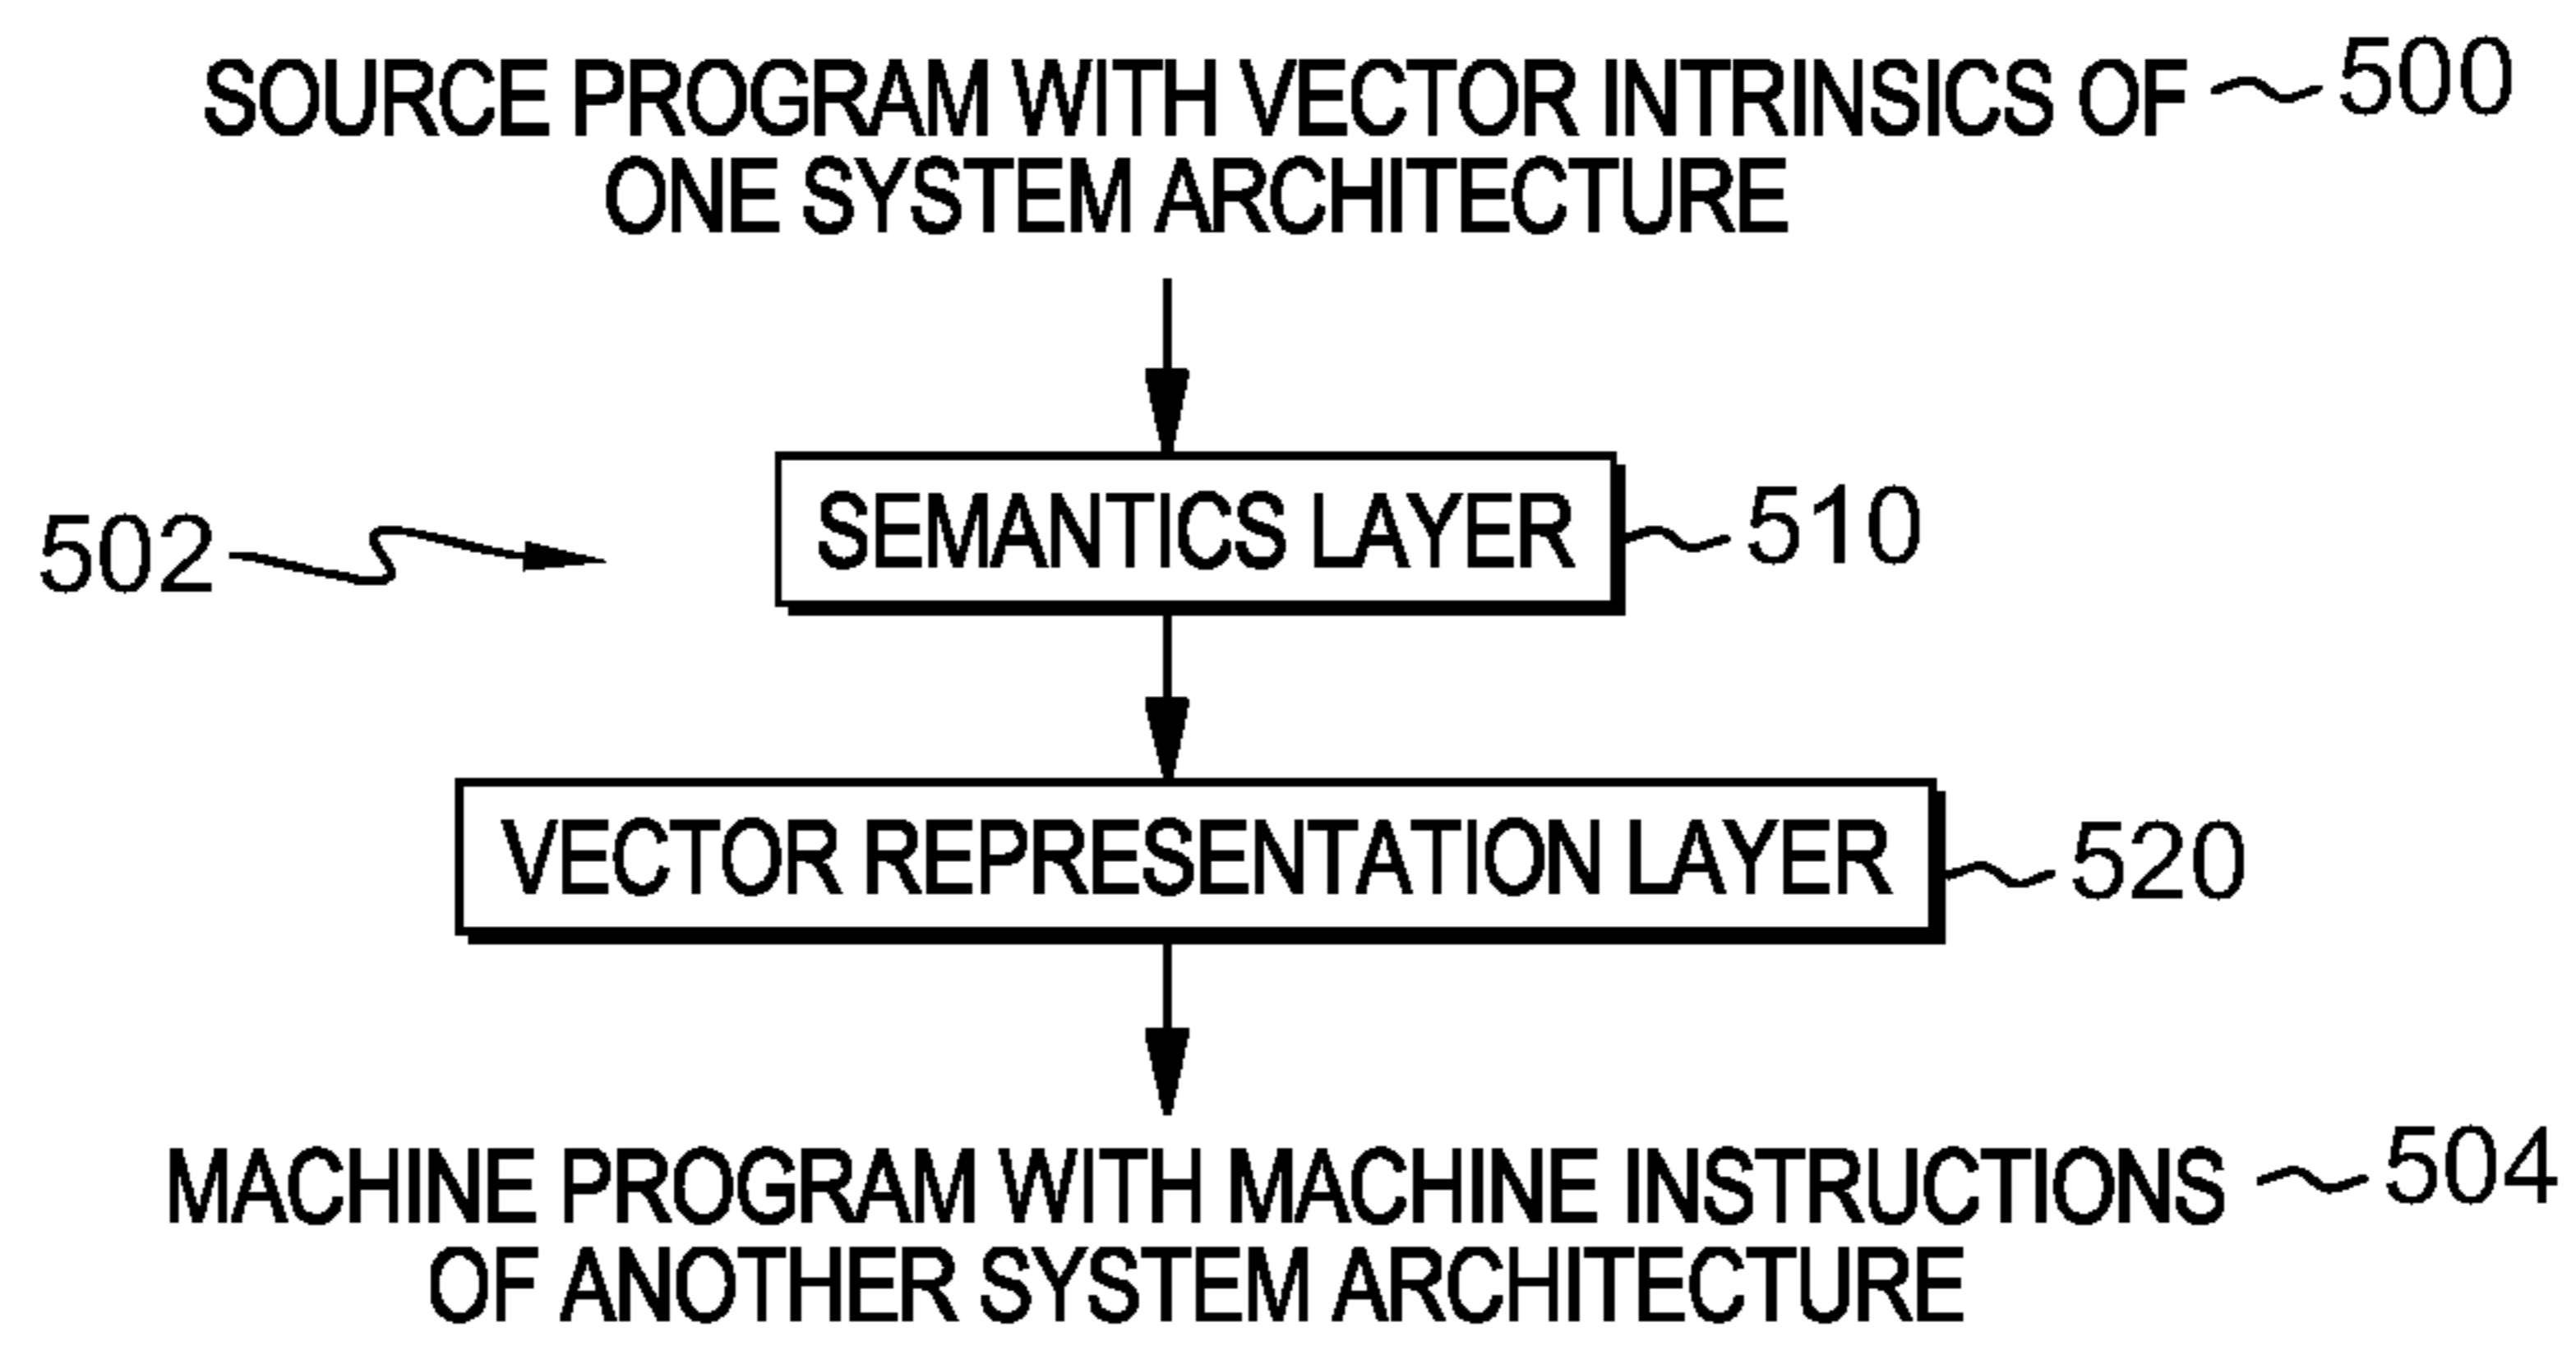 SOURCE PROGRAM WITH VECTOR INTRINSICS OF 500
ONE SYSTEM ARCHITECTURE
502
SEMANTICS LAYER 510
VECTOR REPRESENTATION LAYER 520
MACHINE PROGRAM WITH MACHINE INSTRUCTIONS 504
OF ANOTHER SYSTEM ARCHITECTURE